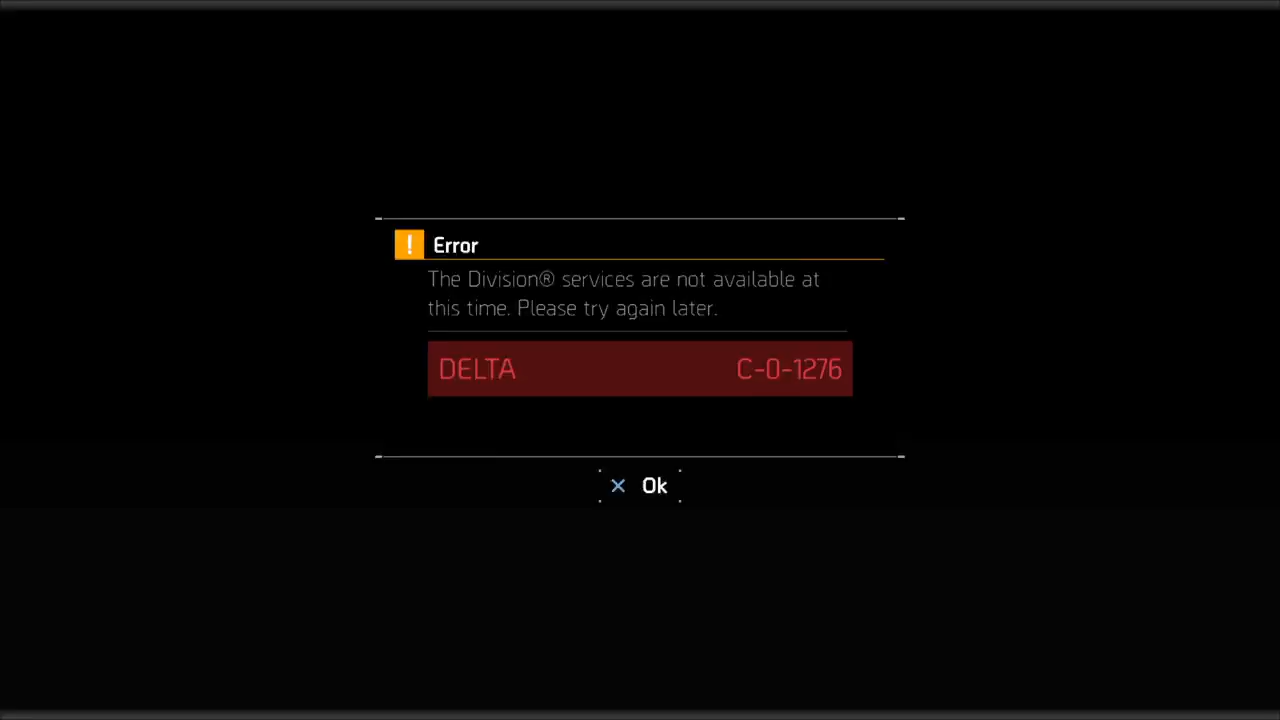 ! Error
The Division® services are not available at
this time. Please try again later.
DELTA C-0-1276
Ok